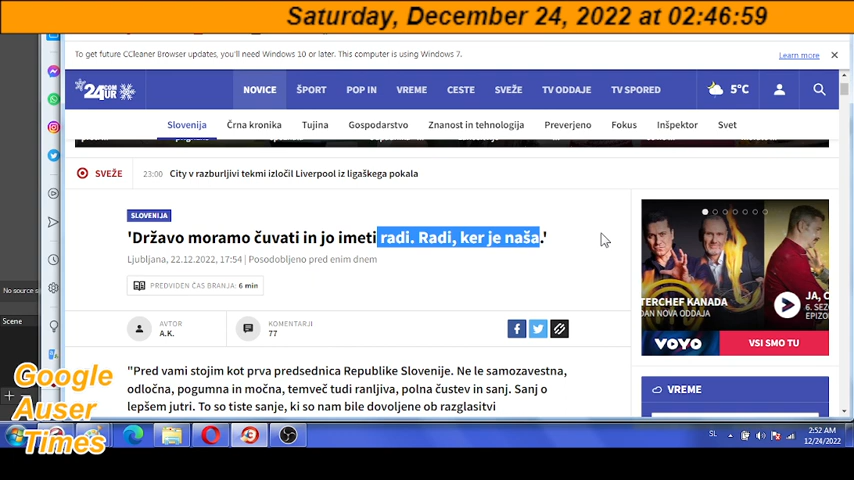 Saturday, December 24, 2022 at 02:46:59
To get future CCleaner Browser updates, you'll need Windows 10 or later. This computer is using Windows 7.
Learn more
24UR.COM
NOVICE ŠPORT POP IN VREME CESTE SVEŽE TV ODDAJE TV SPORED 5°C
Slovenija Črna kronika Tujina Gospodarstvo Znanost in tehnologija Preverjeno Fokus Inšpektor Svet
SVEŽE 23:00 City v razburljivi tekmi izločil Liverpool iz ligaškega pokala
SLOVENIJA
'Državo moramo čuvati in jo imeti radi. Radi, ker je naša.'
Ljubljana, 22.12.2022, 17:54 | Posodobljeno pred enim dnem
PREDVIDEN ČAS BRANJA: 6 min
AVTOR
A.K.
KOMENTARJI
77
"Pred vami stojim kot prva predsednica Republike Slovenije. Ne le samozavestna,
odločna, pogumna in močna, temveč tudi ranljiva, polna čustev in sanj. Sanj o
lepšem jutri. To so tiste sanje, ki so nam bile dovoljene ob razglasitvi
TERCHEF KANADA
DAN NOVA ODDAJA
JA, C
6. SEZ
EPIZO
VOYO VSI SMO TU
VREME
No source s
Scene
Google
Auser
Times
SL
2:52 AM
12/24/2022